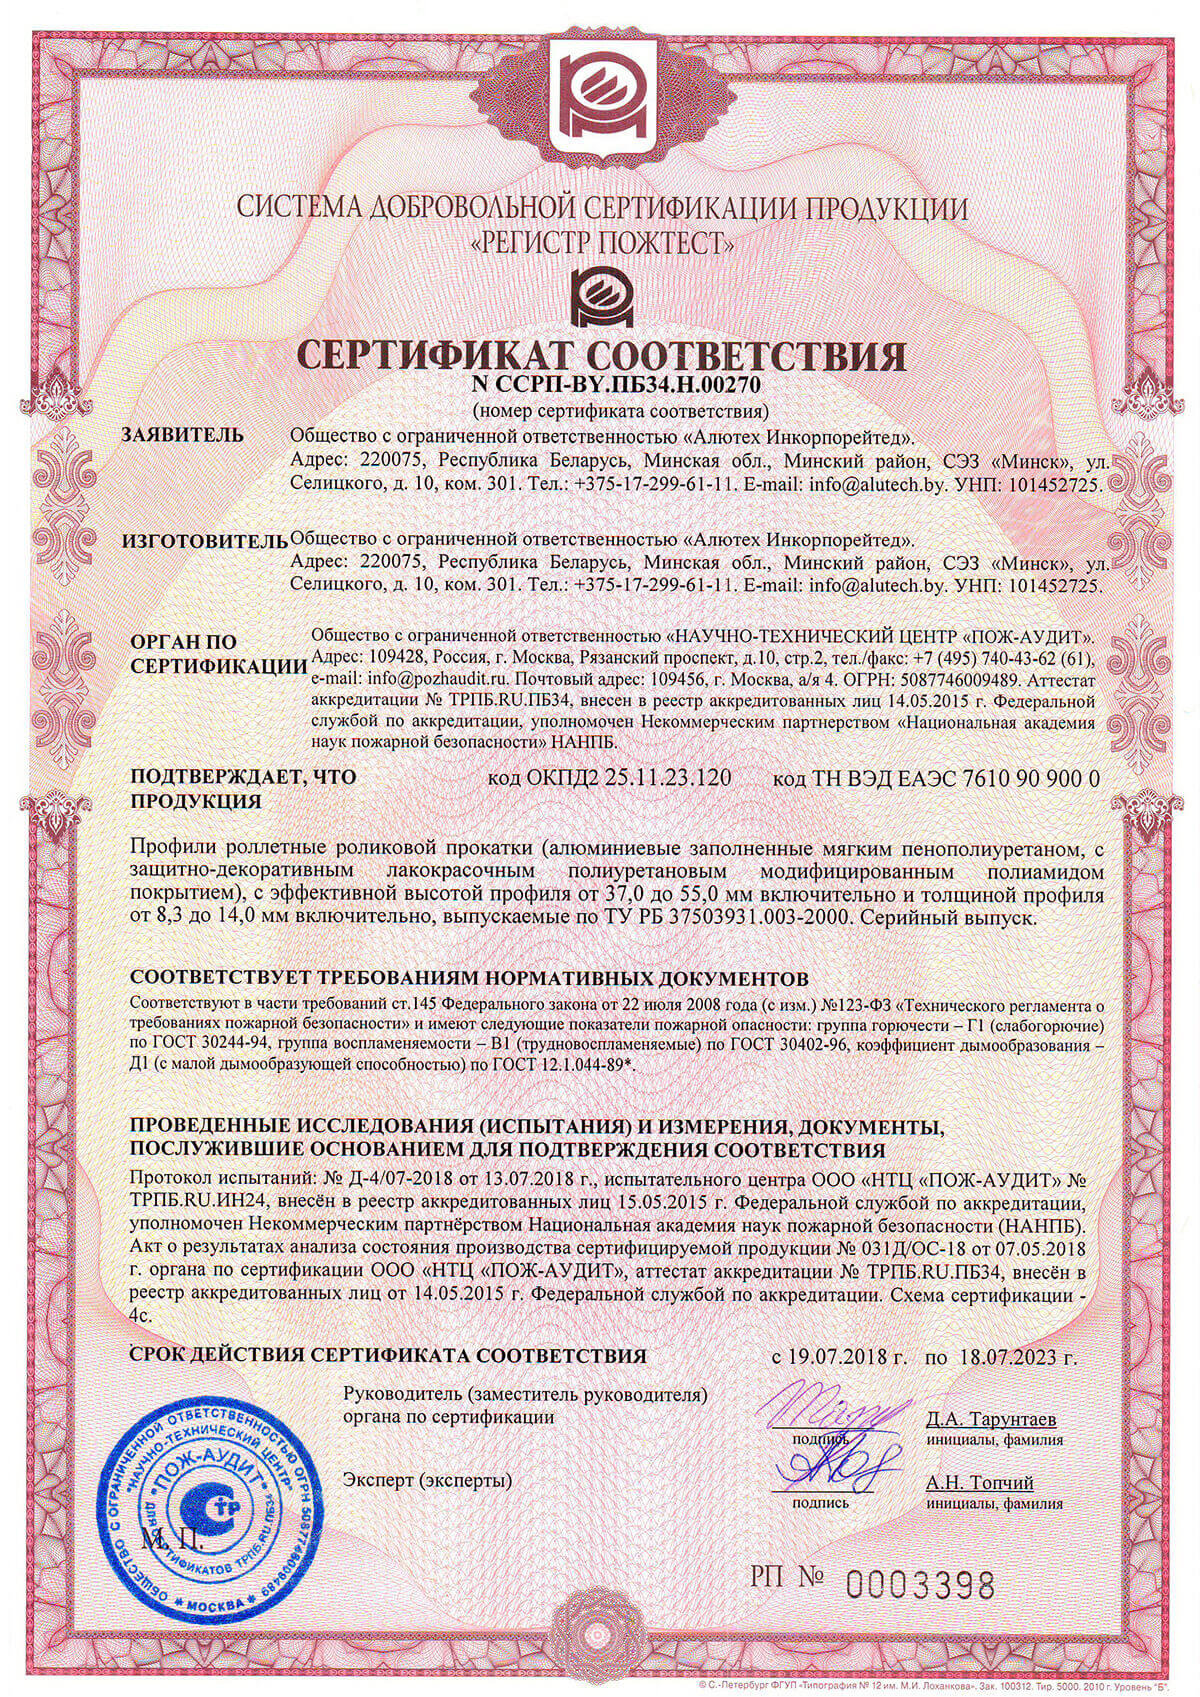 СИСТЕМА ДОБРОВОЛЬНОЙ СЕРТИФИКАЦИИ ПРОДУКЦИИ
«РЕГИСТР ПОЖТЕСТ»
СЕРТИФИКАТ СООТВЕТСТВИЯ
N ССРП-BY.ПБ34.Н.00270
(номер сертификата соответствия)
ЗАЯВИТЕЛЬ
Общество с ограниченной ответственностью «Алютех Инкорпорейтед».
Адрес: 220075, Республика Беларусь, Минская обл., Минский район, СЭЗ «Минск», ул.
Селицкого, д. 10, ком. 301. Тел.: +375-17-299-61-11. E-mail: info@alutech.by. УНП: 101452725.
ИЗГОТОВИТЕЛЬ
Общество с ограниченной ответственностью «Алютех Инкорпорейтед».
Адрес: 220075, Республика Беларусь, Минская обл., Минский район, СЭЗ «Минск», ул.
Селицкого, д. 10, ком. 301. Тел.: +375-17-299-61-11. E-mail: info@alutech.by. УНП: 101452725.
ОРГАН ПО
СЕРТИФИКАЦИИ
Общество с ограниченной ответственностью «НАУЧНО-ТЕХНИЧЕСКИЙ ЦЕНТР «ПОЖ-АУДИТ».
Адрес: 109428, Россия, г. Москва, Рязанский проспект, д.10, стр.2, тел./факс: +7 (495) 740-43-62 (61),
e-mail: info@pozhaudit.ru. Почтовый адрес: 109456, г. Москва, а/я 4. ОГРН: 5087746009489. Аттестат
аккредитации № ТРПБ.RU.ПБ34, внесен в реестр аккредитованных лиц 14.05.2015 г. Федеральной
службой по аккредитации, уполномочен Некоммерческим партнерством «Национальная академия
наук пожарной безопасности» НАНПБ.
ПОДТВЕРЖДАЕТ, ЧТО
ПРОДУКЦИЯ
код ОКПД2 25.11.23.120 код ТН ВЭД ЕАЭС 7610 90 900 0
Профили роллетные роликовой прокатки (алюминиевые заполненные мягким пенополиуретаном, с
защитно-декоративным лакокрасочным полиуретановым модифицированным полиамидом
покрытием), с эффективной высотой профиля от 37,0 до 55,0 мм включительно и толщиной профиля
от 8,3 до 14,0 мм включительно, выпускаемые по ТУ РБ 37503931.003-2000. Серийный выпуск.
СООТВЕТСТВУЕТ ТРЕБОВАНИЯМ НОРМАТИВНЫХ ДОКУМЕНТОВ
Соответствуют в части требований ст.145 Федерального закона от 22 июля 2008 года (с изм.) №123-ФЗ «Технического регламента о
требованиях пожарной безопасности» и имеют следующие показатели пожарной опасности: группа горючести – Г1 (слабогорючие)
по ГОСТ 30244-94, группа воспламеняемости – В1 (трудновоспламеняемые) по ГОСТ 30402-96, коэффициент дымообразования –
Д1 (с малой дымообразующей способностью) по ГОСТ 12.1.044-89*.
ПРОВЕДЕННЫЕ ИССЛЕДОВАНИЯ (ИСПЫТАНИЯ) И ИЗМЕРЕНИЯ, ДОКУМЕНТЫ,
ПОСЛУЖИВШИЕ ОСНОВАНИЕМ ДЛЯ ПОДТВЕРЖДЕНИЯ СООТВЕТСТВИЯ
Протокол испытаний: № Д-4/07-2018 от 13.07.2018 г., испытательного центра ООО «НТЦ «ПОЖ-АУДИТ» №
ТРПБ.RU.ИН24, внесён в реестр аккредитованных лиц 15.05.2015 г. Федеральной службой по аккредитации,
уполномочен Некоммерческим партнёрством Национальная академия наук пожарной безопасности (НАНПБ).
Акт о результатах анализа состояния производства сертифицируемой продукции № 031Д/ОС-18 от 07.05.2018
г. органа по сертификации ООО «НТЦ «ПОЖ-АУДИТ», аттестат аккредитации № ТРПБ.RU.ПБ34, внесён в
реестр аккредитованных лиц от 14.05.2015 г. Федеральной службой по аккредитации. Схема сертификации -
4с.
СРОК ДЕЙСТВИЯ СЕРТИФИКАТА СООТВЕТСТВИЯ с 19.07.2018 г. по 18.07.2023 г.
Руководитель (заместитель руководителя)
органа по сертификации
подпись
Д.А. Тарунтаев
инициалы, фамилия
Эксперт (эксперты)
подпись
А.Н. Топчий
инициалы, фамилия
ОБЩЕСТВО С ОГРАНИЧЕННОЙ ОТВЕТСТВЕННОСТЬЮ ОГРН 5087746009489
* МОСКВА *
"НАУЧНО-ТЕХНИЧЕСКИЙ ЦЕНТР"
"ПОЖ-АУДИТ"
ДЛЯ СЕРТИФИКАТОВ ТРПБ.RU.ПБ34
М. П.
РП № 0003398
© С.-Петербург ФГУП «Типография № 12 им. М.И. Лоханкова». Зак. 100312. Тир. 5000. 2010 г. Уровень "Б".